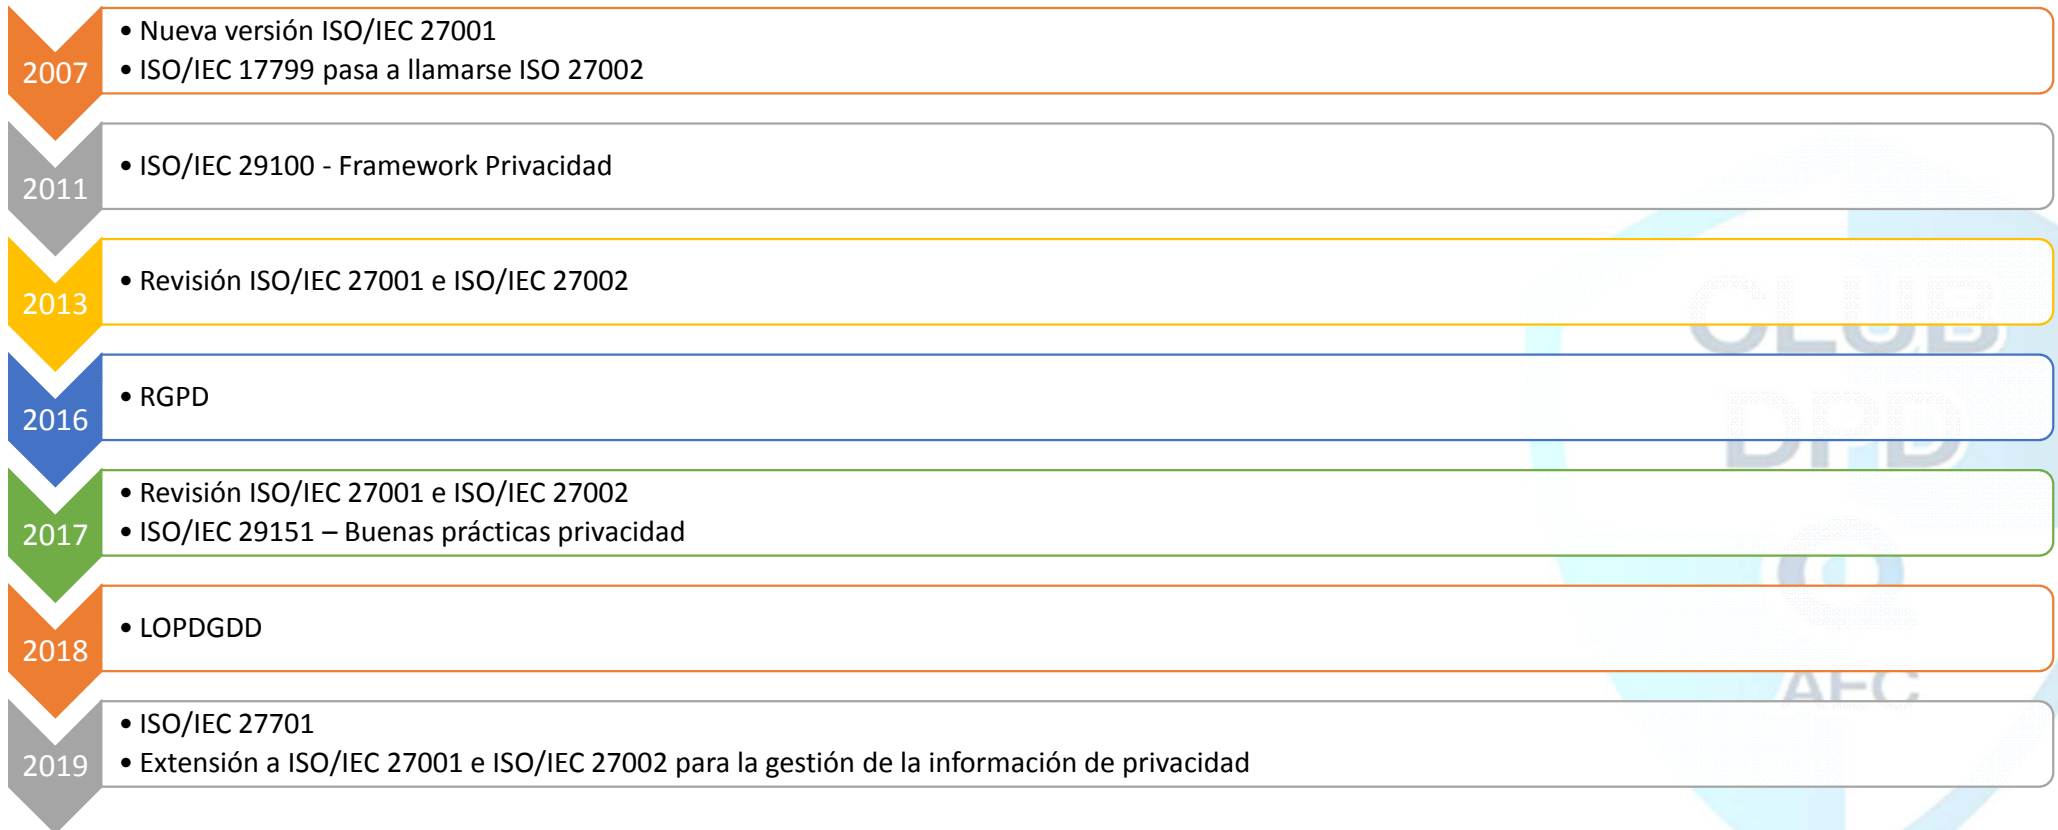 2007
• Nueva versión ISO/IEC 27001
• ISO/IEC 17799 pasa a llamarse ISO 27002
2011
• ISO/IEC 29100 - Framework Privacidad
2013
• Revisión ISO/IEC 27001 e ISO/IEC 27002
2016
• RGPD
2017
• Revisión ISO/IEC 27001 e ISO/IEC 27002
• ISO/IEC 29151 – Buenas prácticas privacidad
2018
• LOPDGDD
2019
• ISO/IEC 27701
• Extensión a ISO/IEC 27001 e ISO/IEC 27002 para la gestión de la información de privacidad
CLUB
DPD
AEC